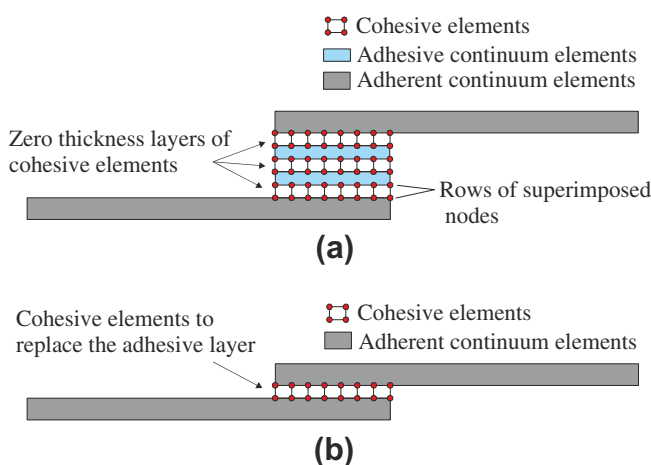 Cohesive elements
Adhesive continuum elements
Adherent continuum elements
Zero thickness layers of
cohesive elements
Rows of superimposed
nodes
(a)
Cohesive elements to
replace the adhesive layer
Cohesive elements
Adherent continuum elements
(b)